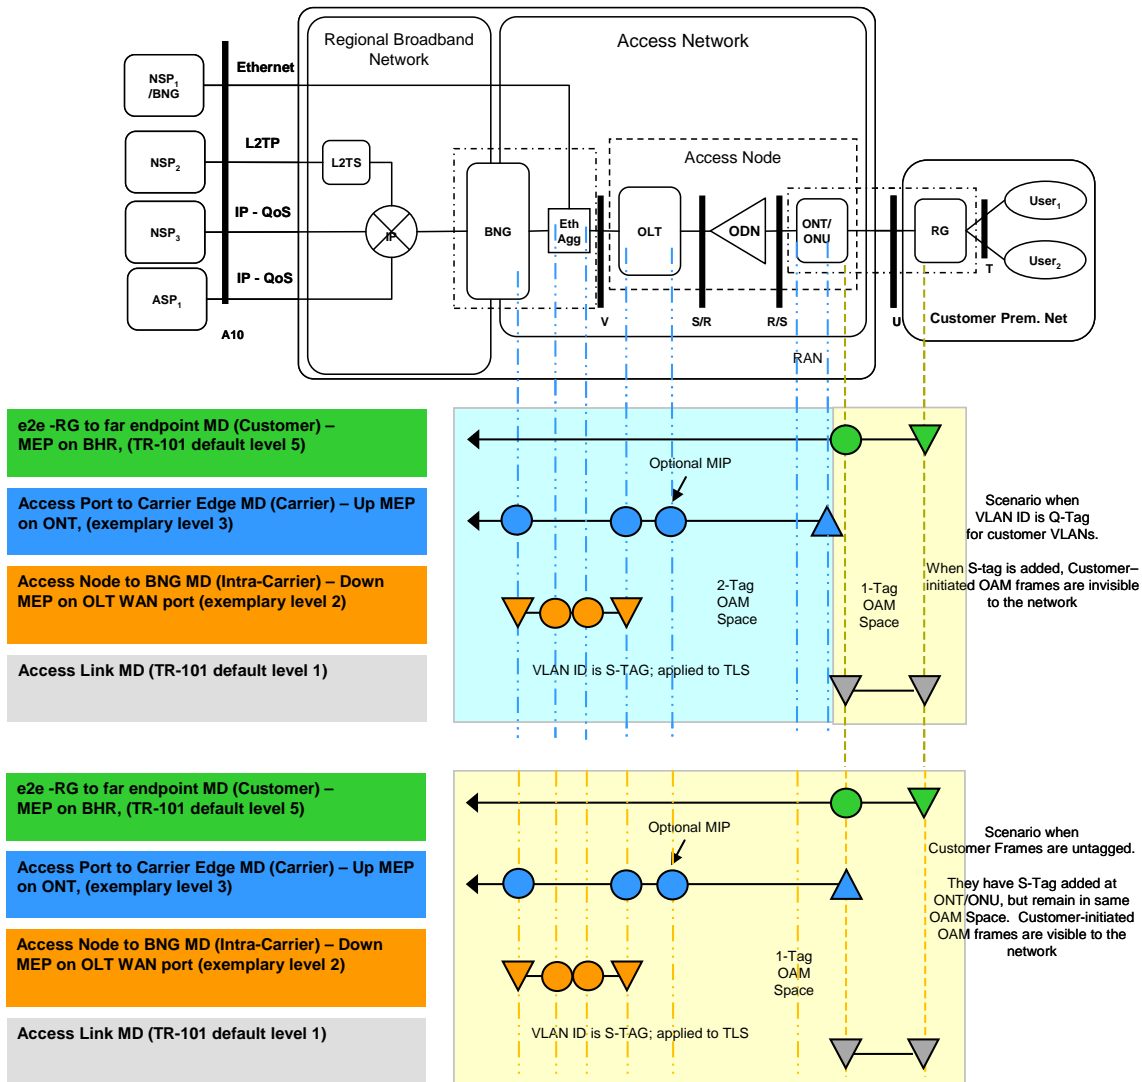 Regional Broadband
Network
Access Network
Ethernet
NSP1
/BNG
L2TP
NSP2
L2TS
Access Node
IP - QoS
NSP3
IP
BNG
Eth
Agg
OLT
ODN
ONT/
ONU
RG
User1
User2
IP - QoS
ASP1
A10
V
S/R
R/S
U
T
Customer Prem. Net
RAN
e2e -RG to far endpoint MD (Customer) –
MEP on BHR, (TR-101 default level 5)
Optional MIP
Access Port to Carrier Edge MD (Carrier) – Up MEP
on ONT, (exemplary level 3)
Scenario when
VLAN ID is Q-Tag
for customer VLANs.
When S-tag is added, Customer–
initiated OAM frames are invisible
to the network
Access Node to BNG MD (Intra-Carrier) – Down
MEP on OLT WAN port (exemplary level 2)
2-Tag
OAM
Space
1-Tag
OAM
Space
Access Link MD (TR-101 default level 1)
VLAN ID is S-TAG; applied to TLS
e2e -RG to far endpoint MD (Customer) –
MEP on BHR, (TR-101 default level 5)
Optional MIP
Access Port to Carrier Edge MD (Carrier) – Up MEP
on ONT, (exemplary level 3)
Scenario when
Customer Frames are untagged.
They have S-Tag added at
ONT/ONU, but remain in same
OAM Space. Customer-initiated
OAM frames are visible to the
network
Access Node to BNG MD (Intra-Carrier) – Down
MEP on OLT WAN port (exemplary level 2)
1-Tag
OAM
Space
Access Link MD (TR-101 default level 1)
VLAN ID is S-TAG; applied to TLS